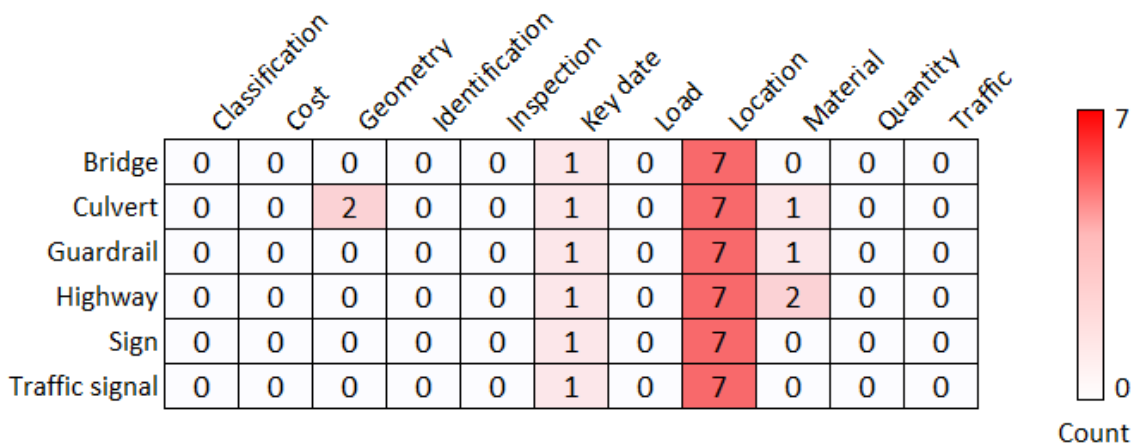 Classification Cost Geometry Identification Inspection Key date Load Location Material Quantity Traffic
Bridge 0 0 0 0 0 1 0 7 0 0 0
Culvert 0 0 2 0 0 1 0 7 1 0 0
Guardrail 0 0 0 0 0 1 0 7 1 0 0
Highway 0 0 0 0 0 1 0 7 2 0 0
Sign 0 0 0 0 0 1 0 7 0 0 0
Traffic signal 0 0 0 0 0 1 0 7 0 0 0
7
0
Count